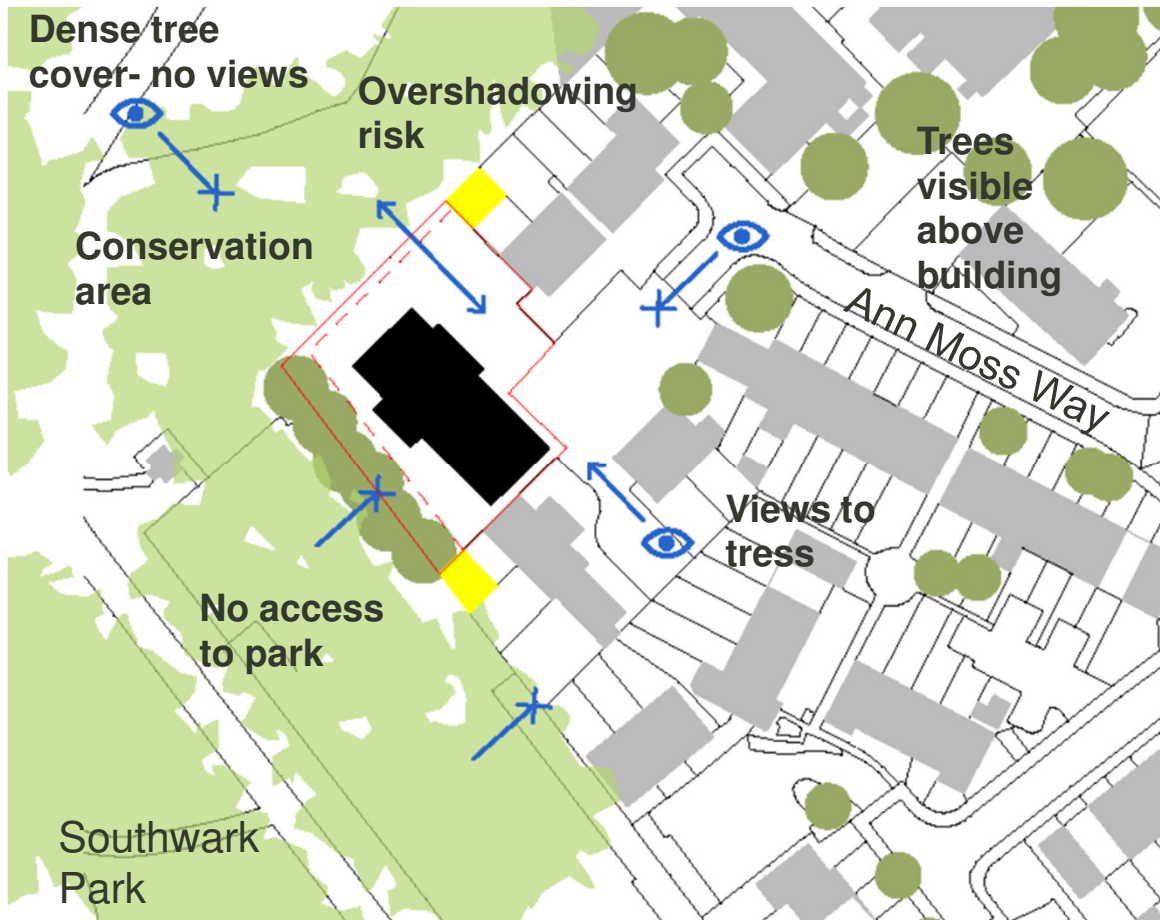 Dense tree
cover- no views
Overshadowing
risk
Trees
visible
above
building
Conservation
area
Ann Moss Way
Views to
tress
No access
to park
Southwark
Park